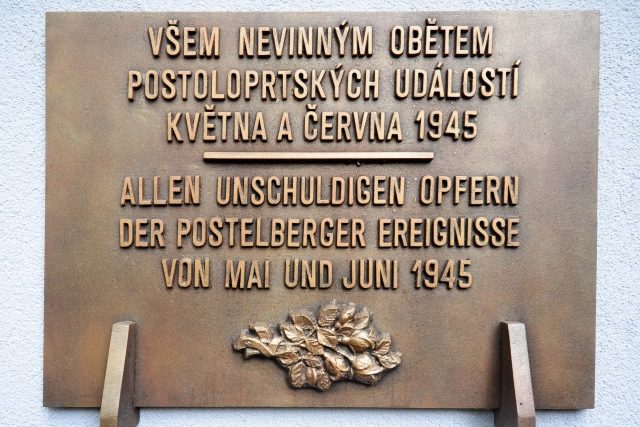 VŠEM NEVINNÝM OBĚTEM
POSTOLOPRTSKÝCH UDÁLOSTÍ
KVĚTNA A ČERVNA 1945
ALLEN UNSCHULDIGEN OPFERN
DER POSTELBERGER EREIGNISSE
VON MAI UND JUNI 1945